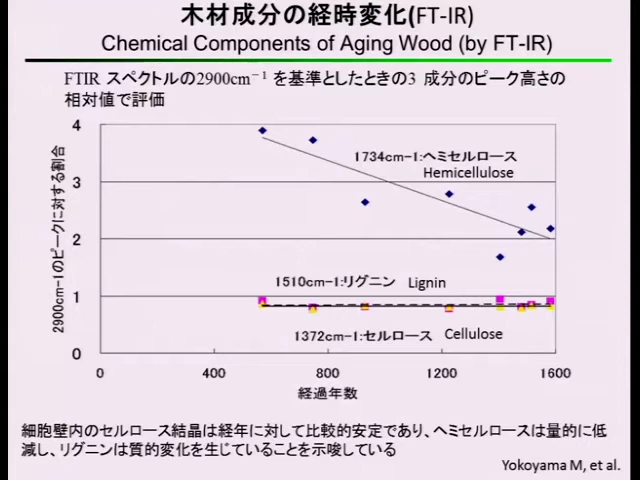 木材成分の経時変化(FT-IR)
Chemical Components of Aging Wood (by FT-IR)
FTIR スペクトルの2900cm⁻¹ を基準としたときの3 成分のピーク高さの
相対値で評価
2900cm-1のピークに対する割合
4
3
2
1
0
1734cm-1:ヘミセルロース
Hemicellulose
1510cm-1:リグニン Lignin
1372cm-1:セルロース Cellulose
0 400 800 1200 1600
経過年数
細胞壁内のセルロース結晶は経年に対して比較的安定であり、ヘミセルロースは量的に低
減し、リグニンは質的変化を生じていることを示唆している
Yokoyama M, et al.